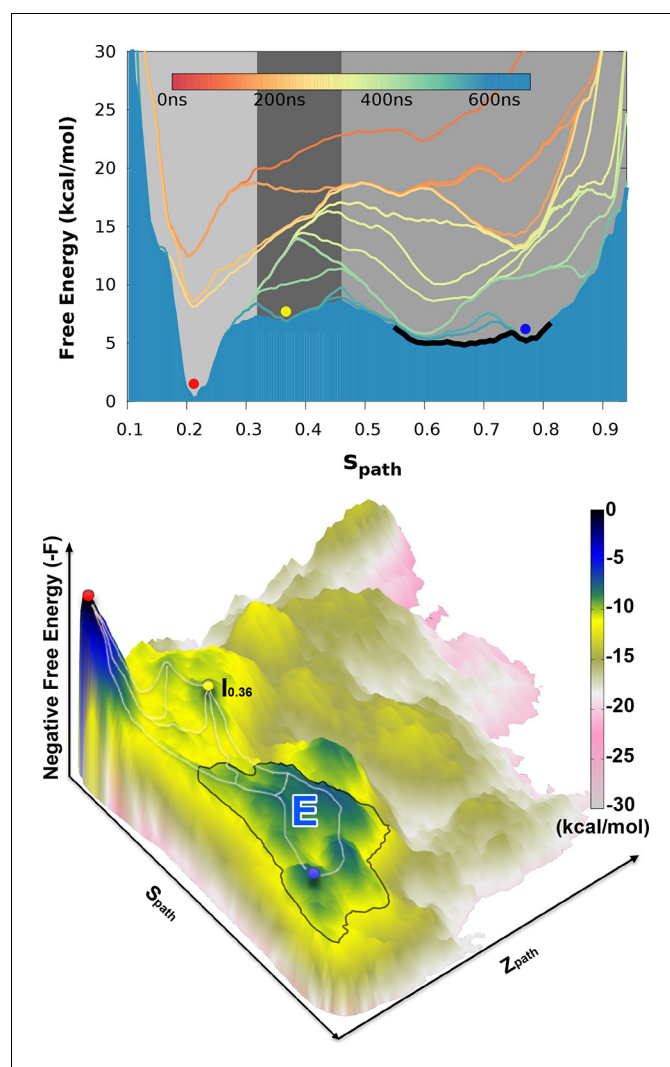 30
25
20
15
10
5
0
Free Energy (kcal/mol)
0ns 200ns 400ns 600ns
0.1 0.2 0.3 0.4 0.5 0.6 0.7 0.8 0.9
Spath
Negative Free Energy (-F)
I0.36
E
Spath
Zpath
0
-5
-10
-15
-20
-25
-30
(kcal/mol)